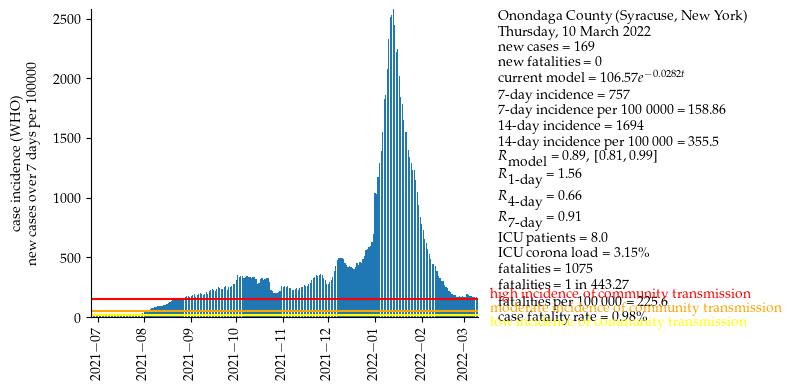 2500
2000
1500
1000
500
0
case incidence (WHO)
new cases over 7 days per 100000
2021−07
2021−08
2021−09
2021−10
2021−11
2021−12
2022−01
2022−02
2022−03
Onondaga County (Syracuse, New York)
Thursday, 10 March 2022
new cases = 169
new fatalities = 0
current model = 106.57e^{−0.0282t}
7-day incidence = 757
7-day incidence per 100 0000 = 158.86
14-day incidence = 1694
14-day incidence per 100 000 = 355.5
R_model = 0.89, [0.81, 0.99]
R_1-day = 1.56
R_4-day = 0.66
R_7-day = 0.91
ICU patients = 8.0
ICU corona load = 3.15%
fatalities = 1075
fatalities = 1 in 443.27
high incidence of community transmission
fatalities per 100 000 = 225.6
moderate incidence of community transmission
case fatality rate = 0.98%
low incidence of community transmission